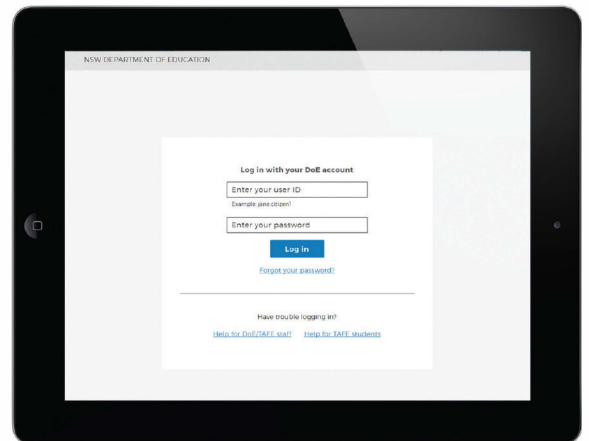 NSW DEPARTMENT OF EDUCATION
Log in with your DoE account
Enter your user ID
Example: jane.citizen1
Enter your password
Log in
Forgot your password?
Have trouble logging in?
Help for DoE/TAFE staff Help for TAFE students